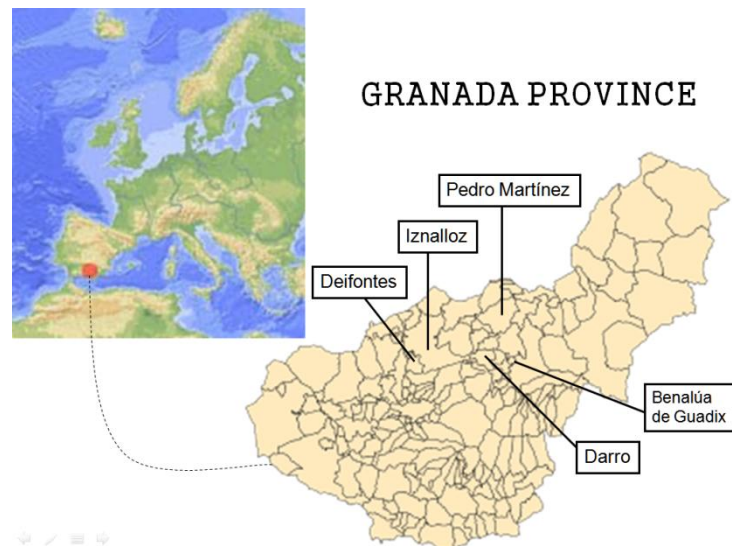 GRANADA PROVINCE
Pedro Martínez
Iznalloz
Deifontes
Benalúa
de Guadix
Darro